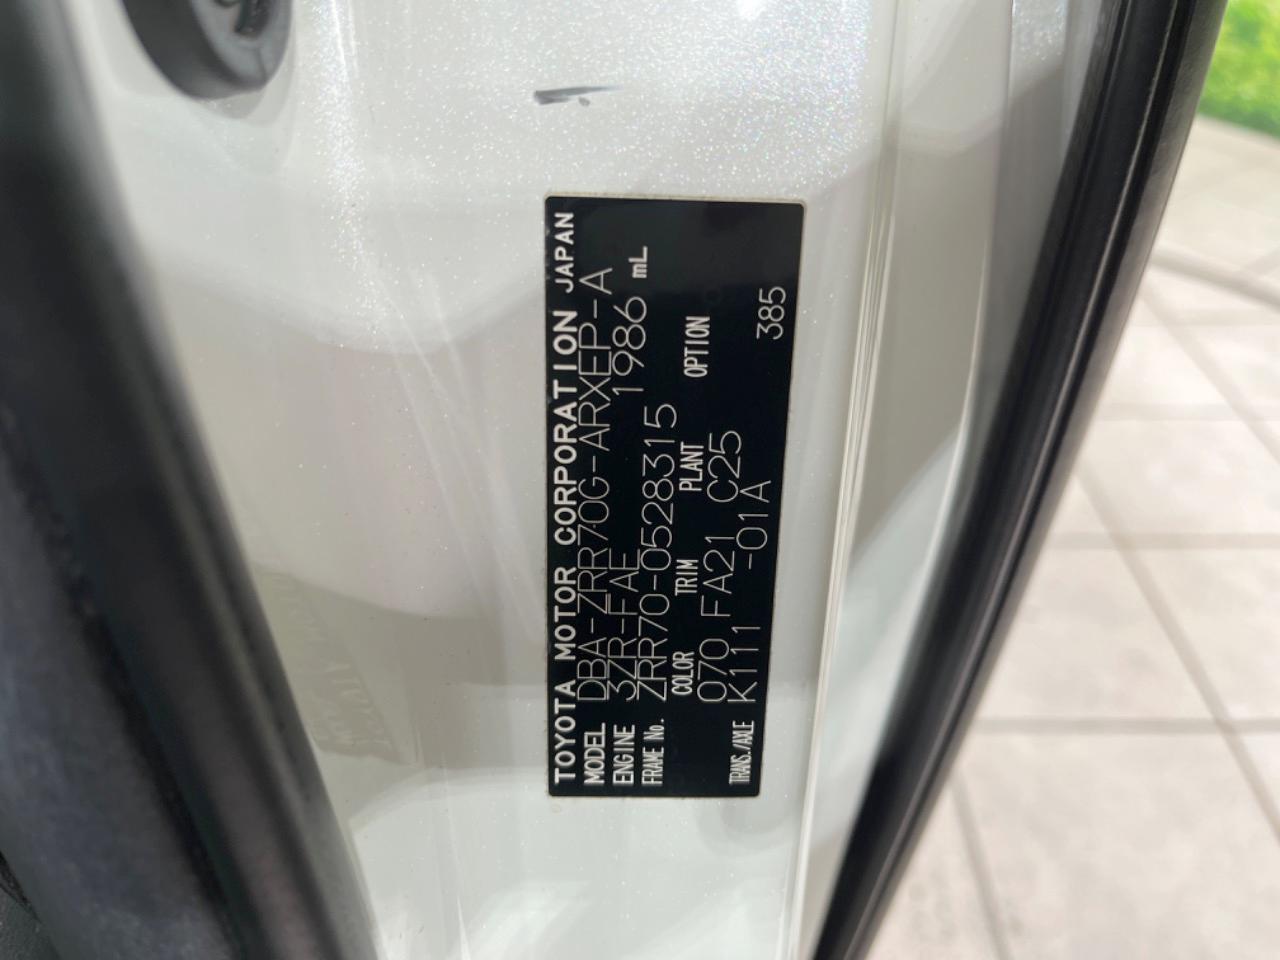 TOYOTA MOTOR CORPORATION JAPAN
MODEL DBA-ZRR70G-ARXEP-A
ENGINE 3ZR-FAE 1986 mL
FRAME No. ZRR70-0528315
COLOR TRIM PLANT OPTION
070 FA21 C25
TRANS./AXLE K111 -01A 385